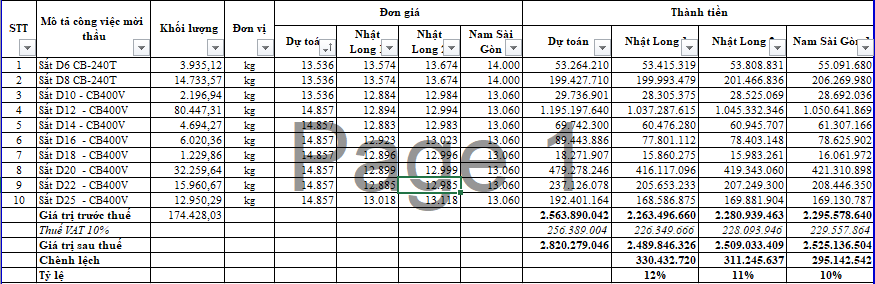 STT Mô tả công việc mời thầu Khối lượng Đơn vị Đơn giá Thành tiền
Dự toán Nhật Long Nhật Long Nam Sài Gòn Dự toán Nhật Long Nhật Long Nam Sài Gòn
1 Sắt D6 CB-240T 3.935,12 kg 13.536 13.574 13.674 14.000 53.264.210 53.415.319 53.808.831 55.091.680
2 Sắt D8 CB-240T 14.733,57 kg 13.536 13.574 13.674 14.000 199.427.710 199.993.479 201.466.836 206.269.980
3 Sắt D10 - CB400V 2.196,94 kg 13.536 12.884 12.984 13.060 29.736.901 28.305.375 28.525.069 28.692.036
4 Sắt D12 - CB400V 80.447,31 kg 14.857 12.894 12.994 13.060 1.195.197.640 1.037.287.615 1.045.332.346 1.050.641.869
5 Sắt D14 - CB400V 4.694,27 kg 14.857 12.883 12.983 13.060 69.742.300 60.476.280 60.945.707 61.307.166
6 Sắt D16 - CB400V 6.020,36 kg 14.857 12.923 13.023 13.060 89.443.886 77.801.112 78.403.148 78.625.902
7 Sắt D18 - CB400V 1.229,86 kg 14.857 12.896 12.996 13.060 18.271.907 15.860.275 15.983.261 16.061.972
8 Sắt D20 - CB400V 32.259,64 kg 14.857 12.899 12.999 13.060 479.278.246 416.117.096 419.343.060 421.310.898
9 Sắt D22 - CB400V 15.960,67 kg 14.857 12.885 12.985 13.060 237.126.078 205.653.233 207.249.300 208.446.350
10 Sắt D25 - CB400V 12.950,29 kg 14.857 13.018 13.118 13.060 192.401.164 168.586.875 169.881.904 169.130.787
Giá trị trước thuế 174.428,03 2.563.890.042 2.263.496.660 2.280.939.463 2.295.578.640
Thuế VAT 10% 256.389.004 226.349.666 228.093.946 229.557.864
Giá trị sau thuế 2.820.279.046 2.489.846.326 2.509.033.409 2.525.136.504
Chênh lệch 330.432.720 311.245.637 295.142.542
Tỷ lệ 12% 11% 10%
Page 1